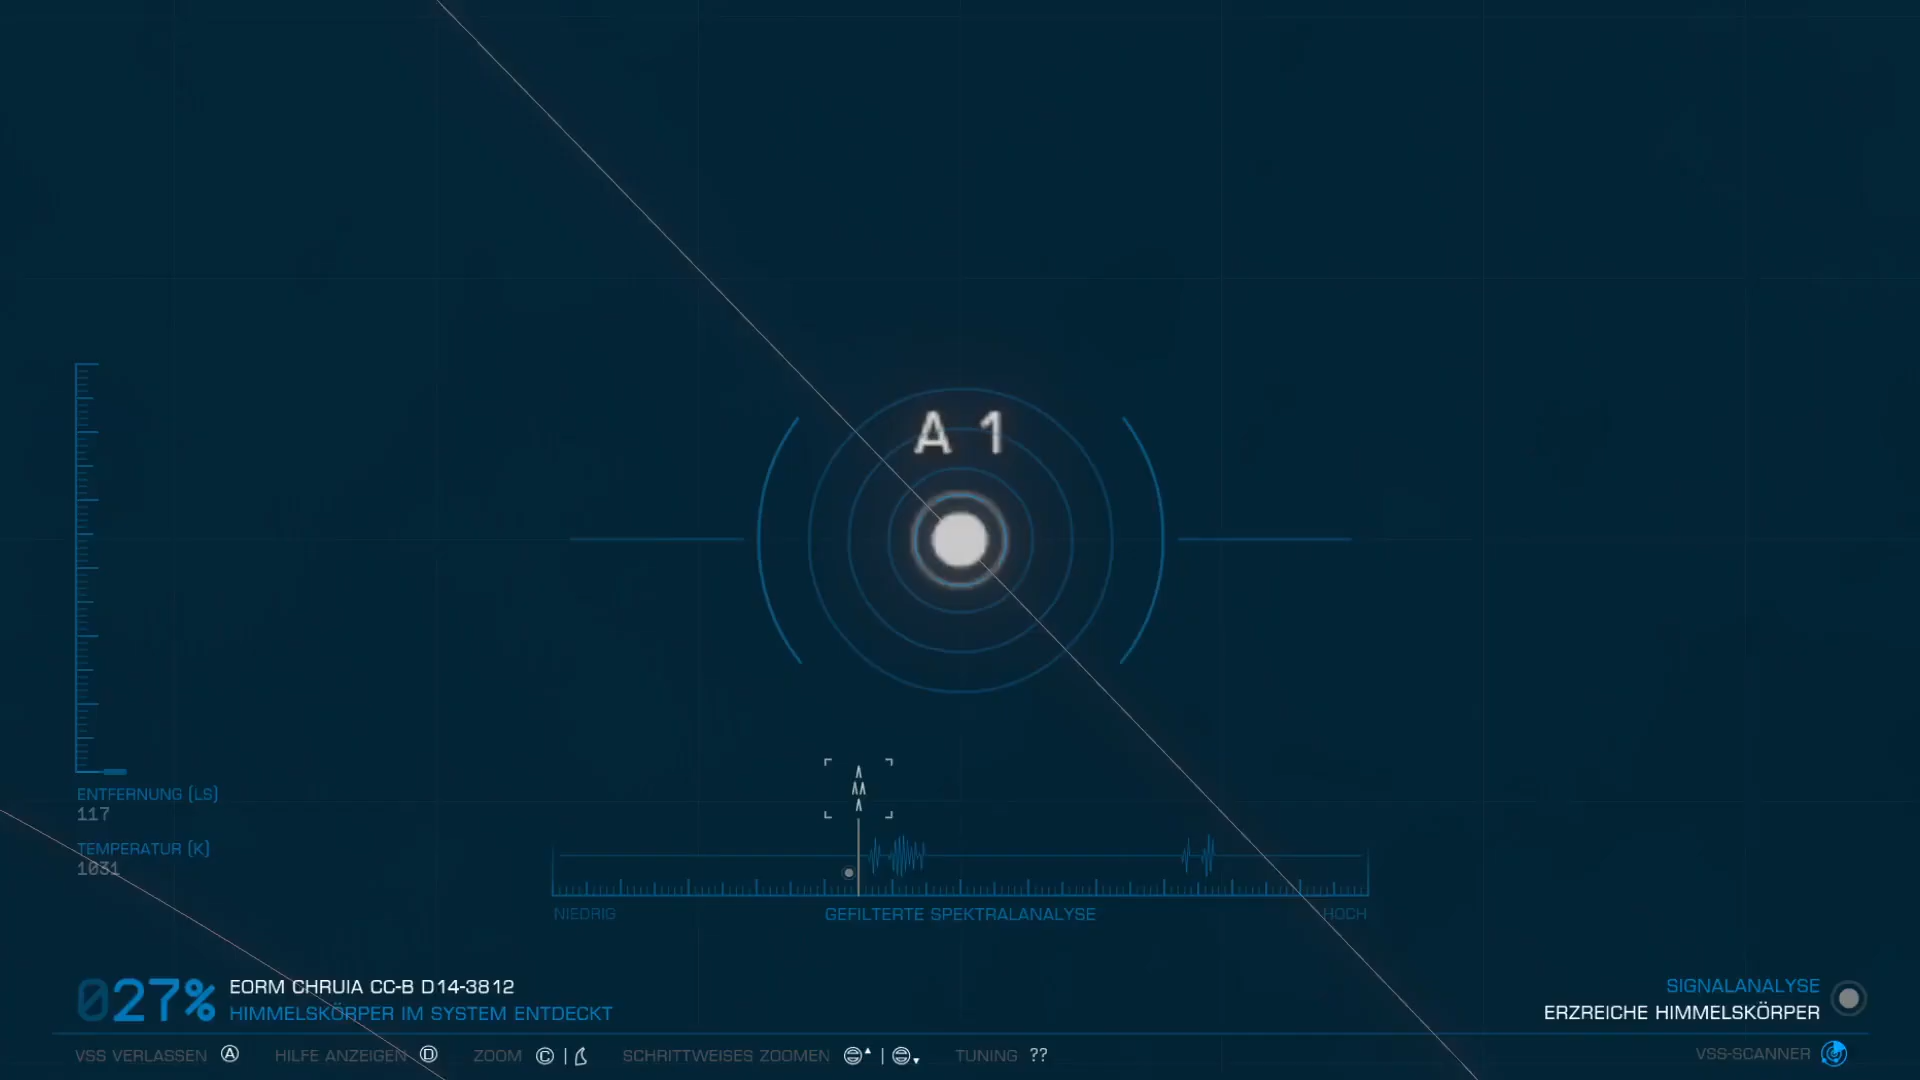 A 1
ENTFERNUNG (LS)
117
TEMPERATUR (K)
1031
NIEDRIG
GEFILTERTE SPEKTRALANALYSE
HOCH
027%
EORM CHRUIA CC-B D14-3812
HIMMELSKÖRPER IM SYSTEM ENTDECKT
SIGNALANALYSE
ERZREICHE HIMMELSKÖRPER
VSS VERLASSEN A
HILFE ANZEIGEN D
ZOOM C |
SCHRITTWEISES ZOOMEN |
TUNING ??
VSS-SCANNER